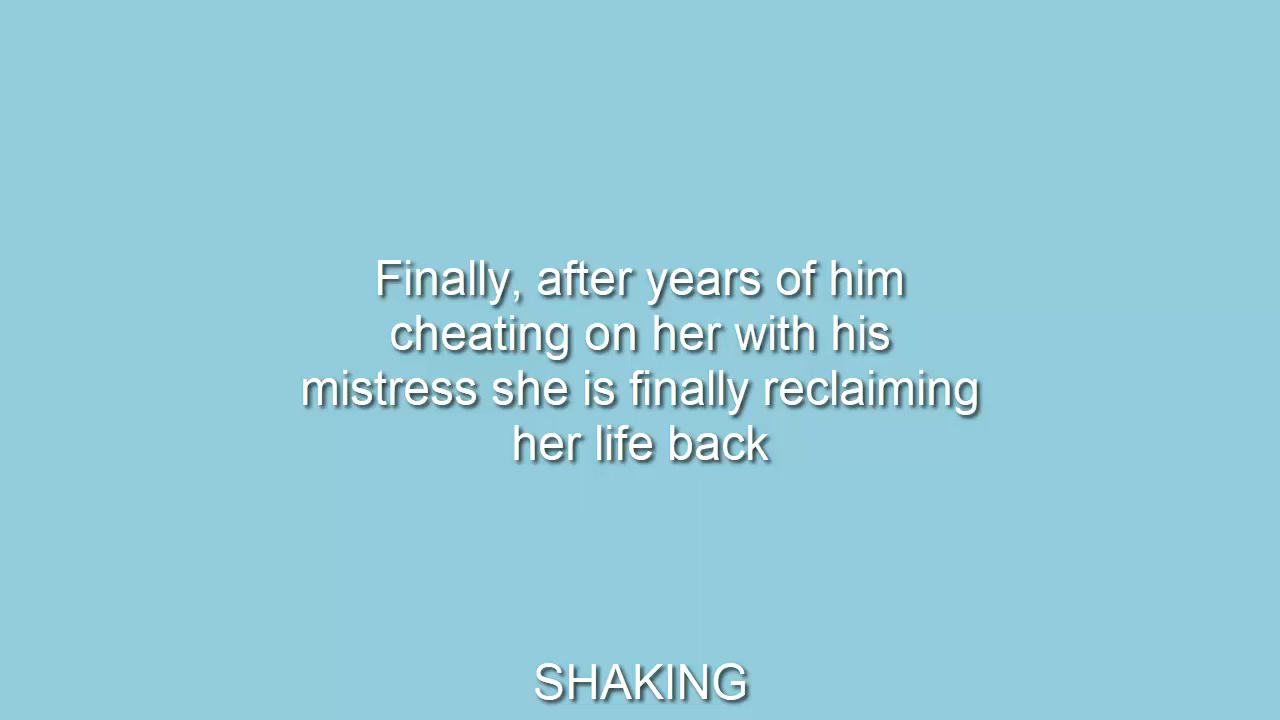 Finally, after years of him
cheating on her with his
mistress she is finally reclaiming
her life back
SHAKING